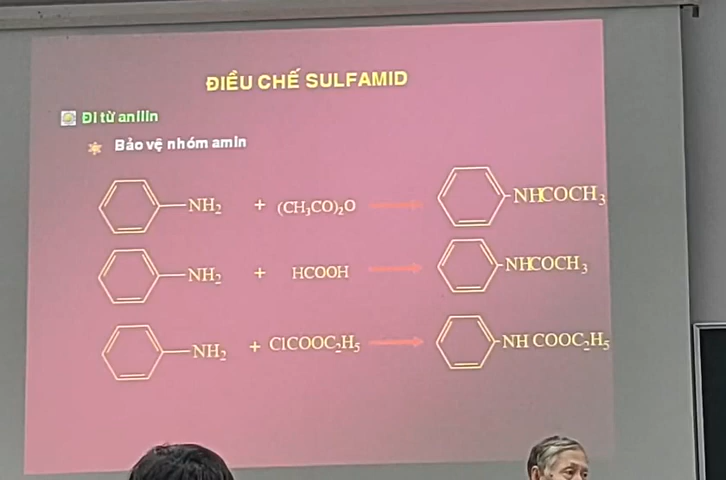 ĐIỀU CHẾ SULFAMID
Đi từ anilin
Bảo vệ nhóm amin
NH2 + (CH3CO)2O NHCOCH3
NH2 + HCOOH NHCOCH3
NH2 + ClCOOC2H5 NH COOC2H5